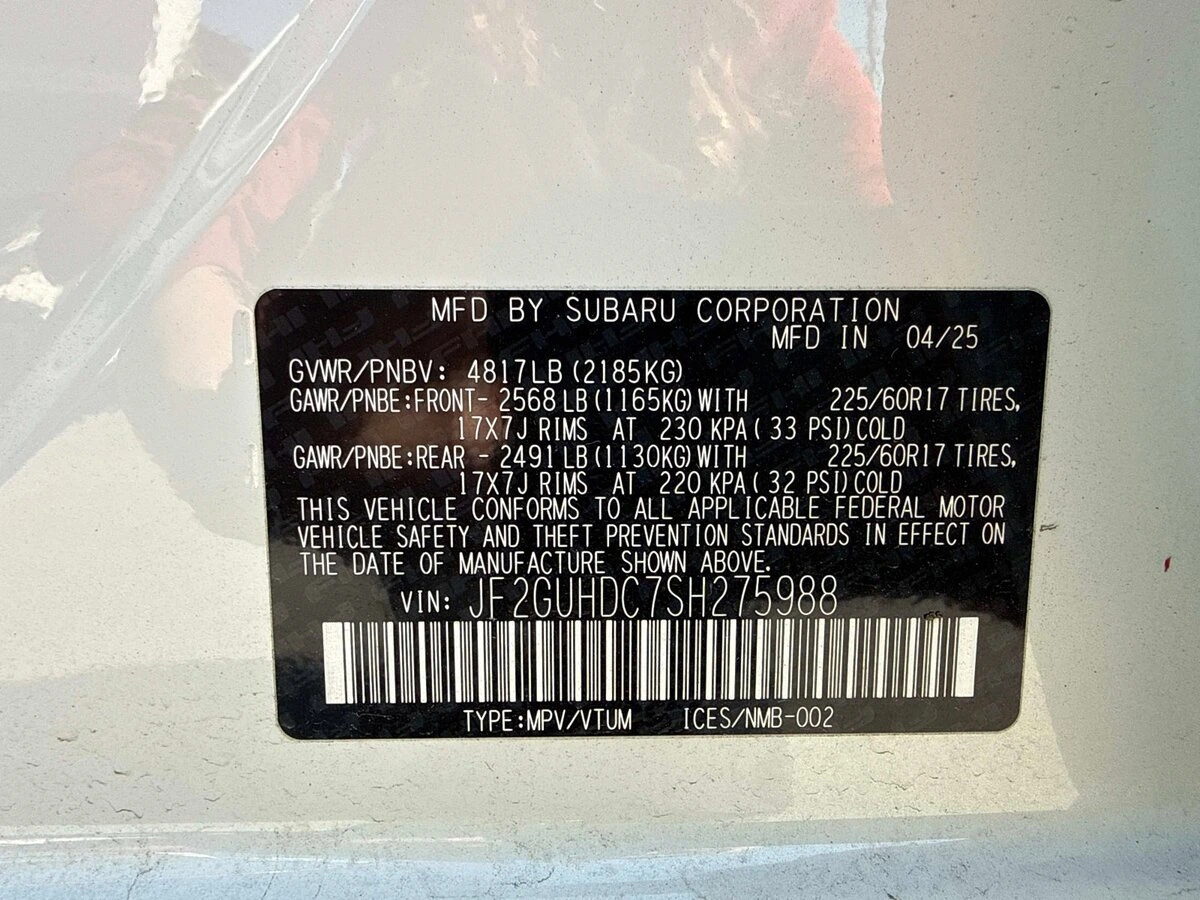 MFD BY SUBARU CORPORATION
MFD IN 04/25
GVWR/PNBV: 4817LB (2185KG)
GAWR/PNBE:FRONT- 2568 LB (1165KG) WITH 225/60R17 TIRES,
17X7J RIMS AT 230 KPA ( 33 PSI) COLD
GAWR/PNBE:REAR - 2491 LB (1130KG) WITH 225/60R17 TIRES,
17X7J RIMS AT 220 KPA ( 32 PSI) COLD
THIS VEHICLE CONFORMS TO ALL APPLICABLE FEDERAL MOTOR
VEHICLE SAFETY AND THEFT PREVENTION STANDARDS IN EFFECT ON
THE DATE OF MANUFACTURE SHOWN ABOVE.
VIN: JF2GUHDC7SH275988
TYPE:MPV/VTUM ICES/NMB-002